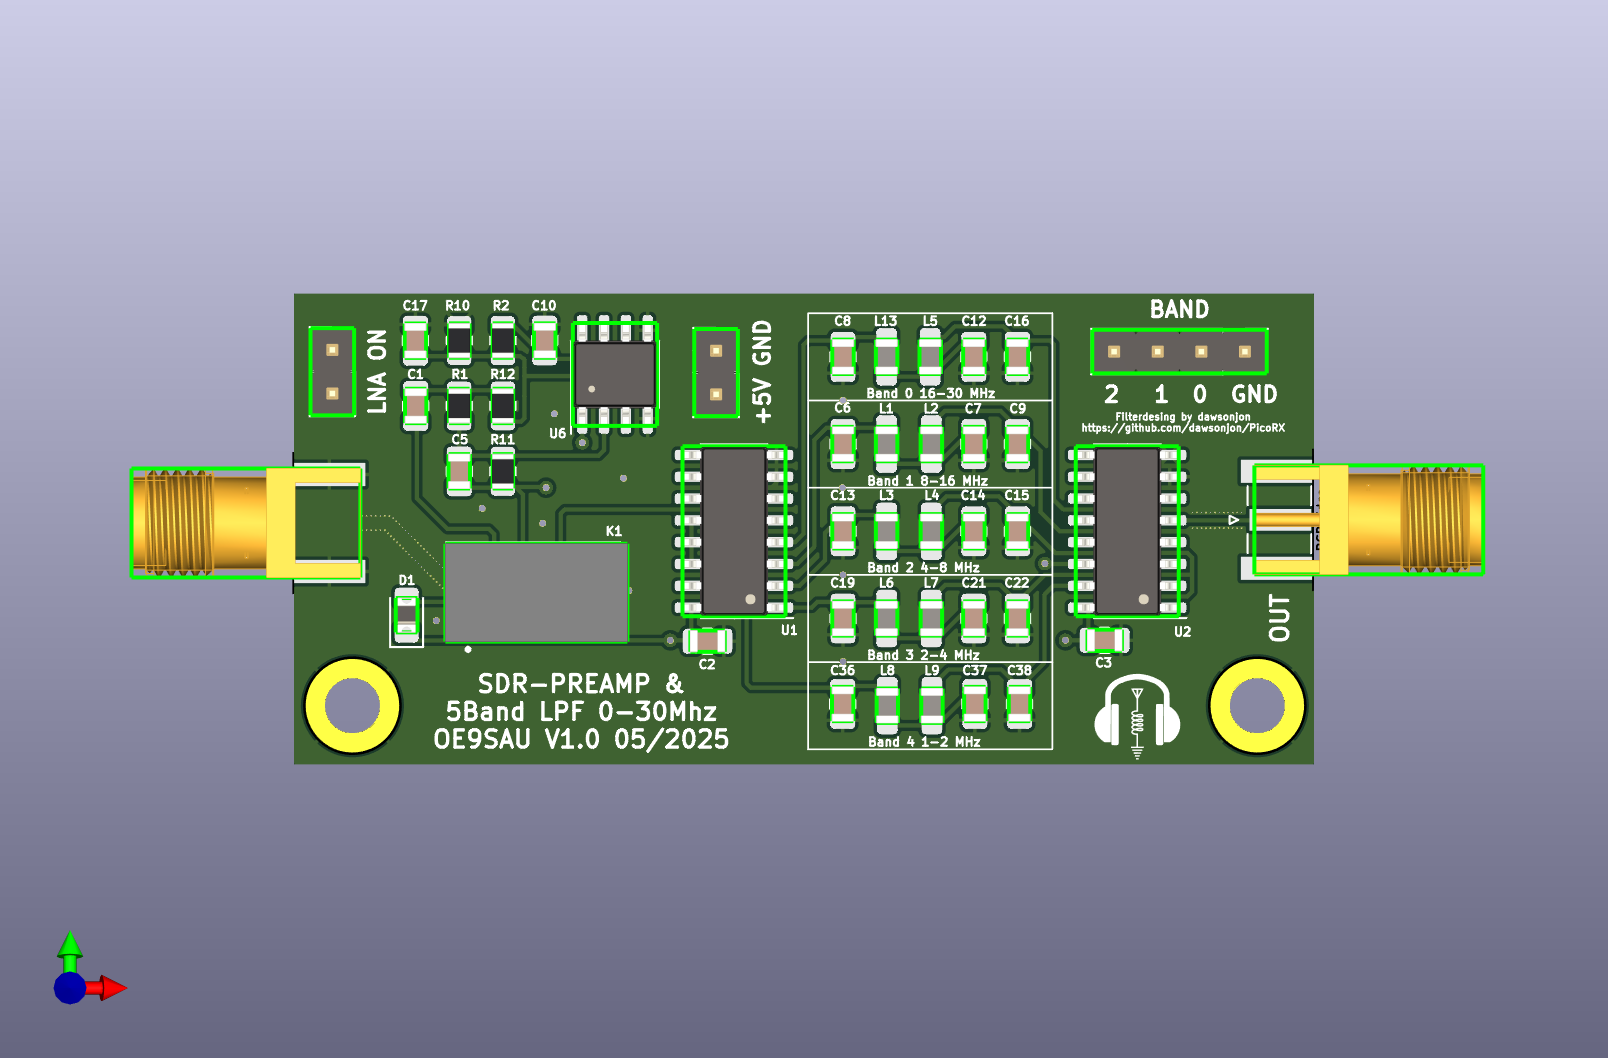 C17 R10 R2 C10
LNA ON
C1 R1 R12
C5 R11
U6
+5V GND
K1
D1
U1
C2
SDR-PREAMP &
5Band LPF 0-30Mhz
OE9SAU V1.0 05/2025
C8 L13 L5 C12 C16
Band 0 16-30 MHz
C6 L1 L2 C7 C9
Band 1 8-16 MHz
C13 L3 L4 C14 C15
Band 2 4-8 MHz
C19 L6 L7 C21 C22
Band 3 2-4 MHz
C36 L8 L9 C37 C38
Band 4 1-2 MHz
BAND
2 1 0 GND
Filterdesing by dawsonjon
https://github.com/dawsonjon/PicoRX
OUT
U2
C3